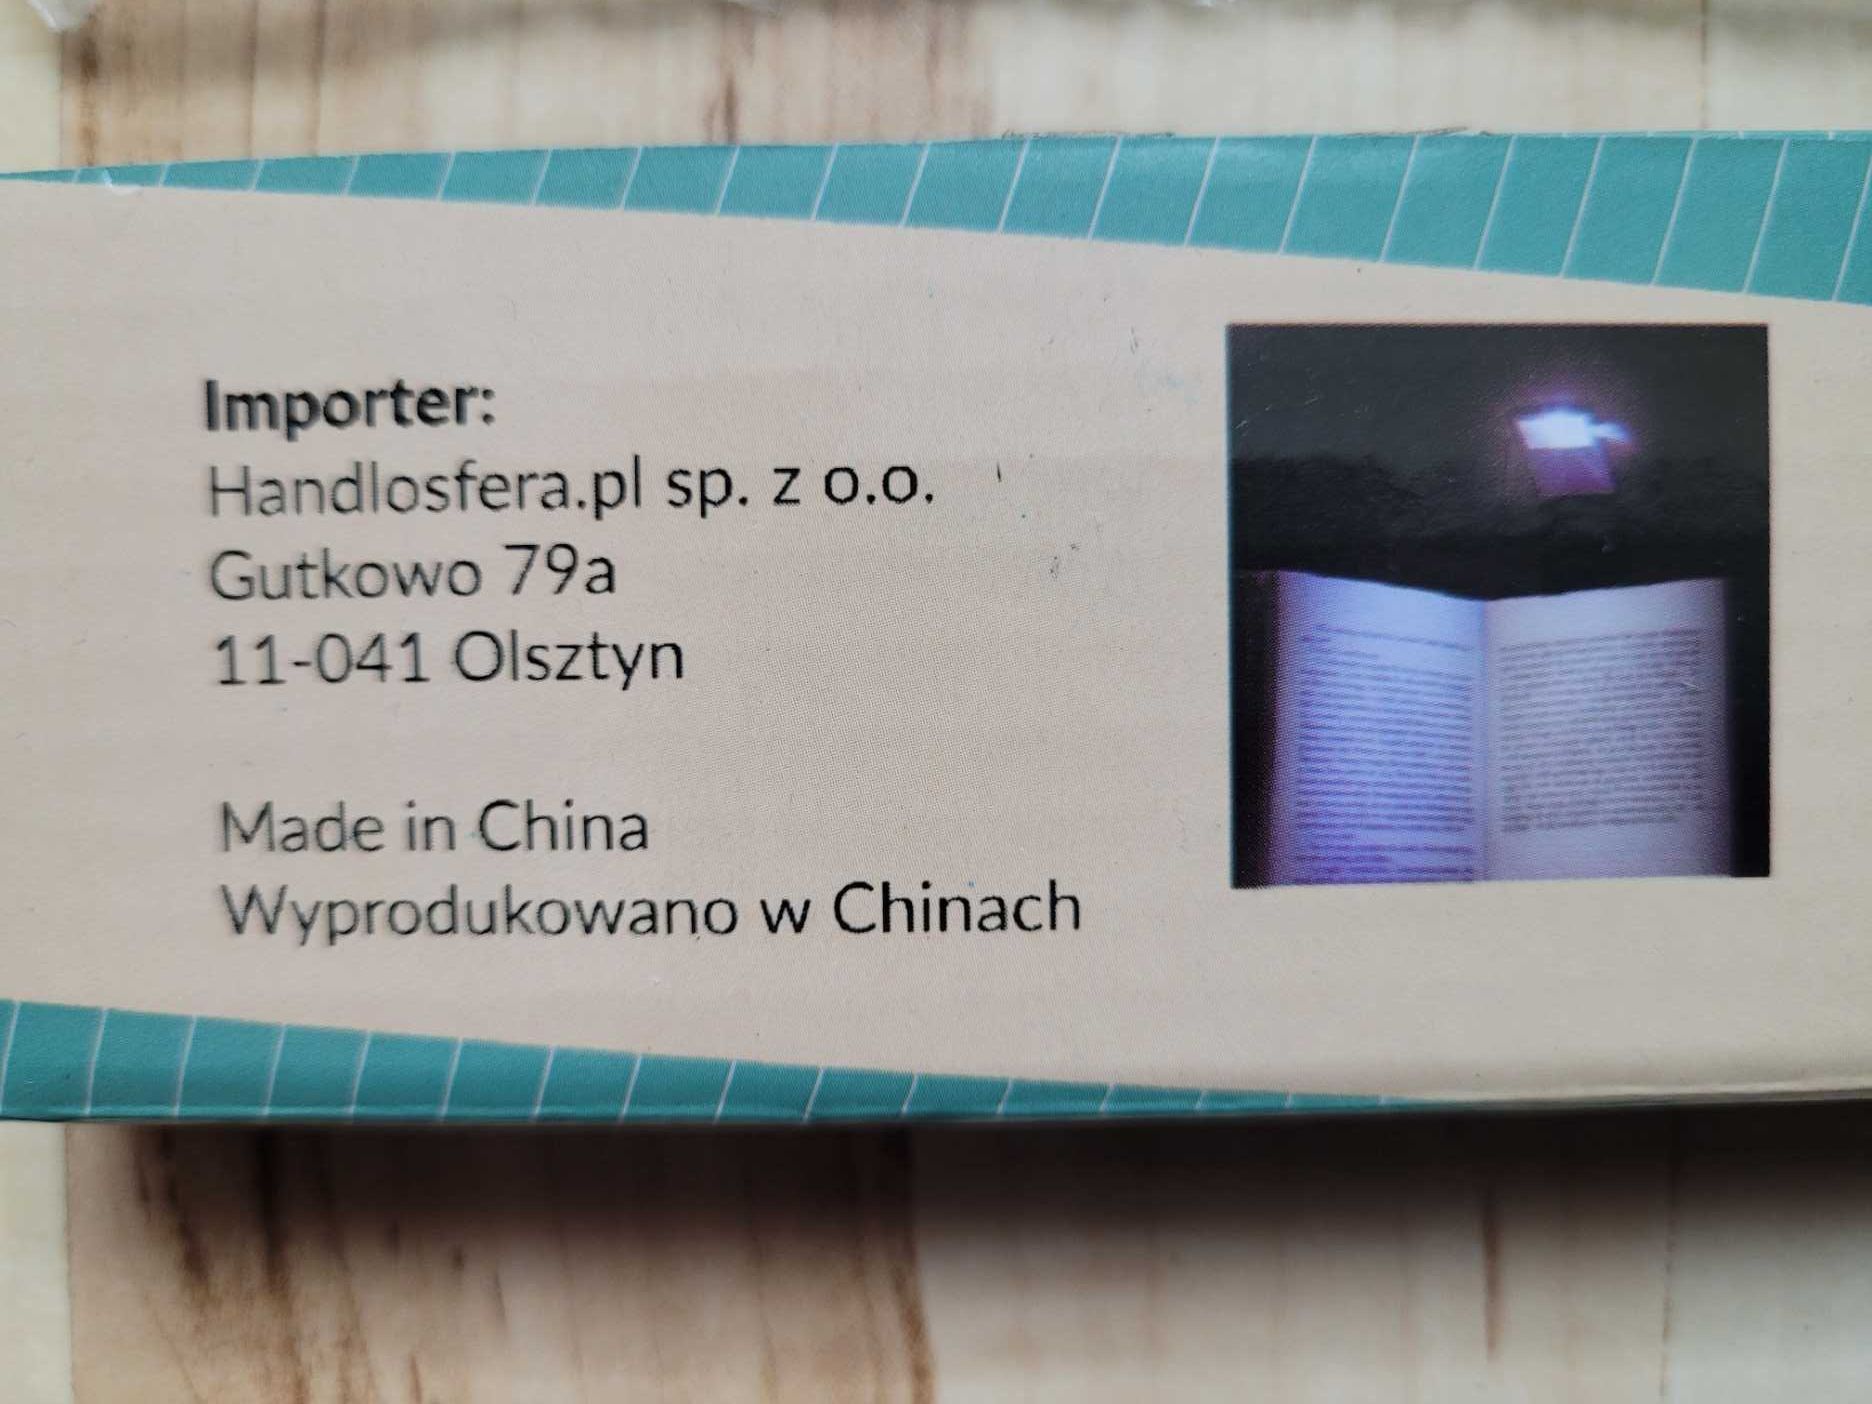 Importer:
Handlosfera.pl sp. z o.o.
Gutkowo 79a
11-041 Olsztyn
Made in China
Wyprodukowano w Chinach